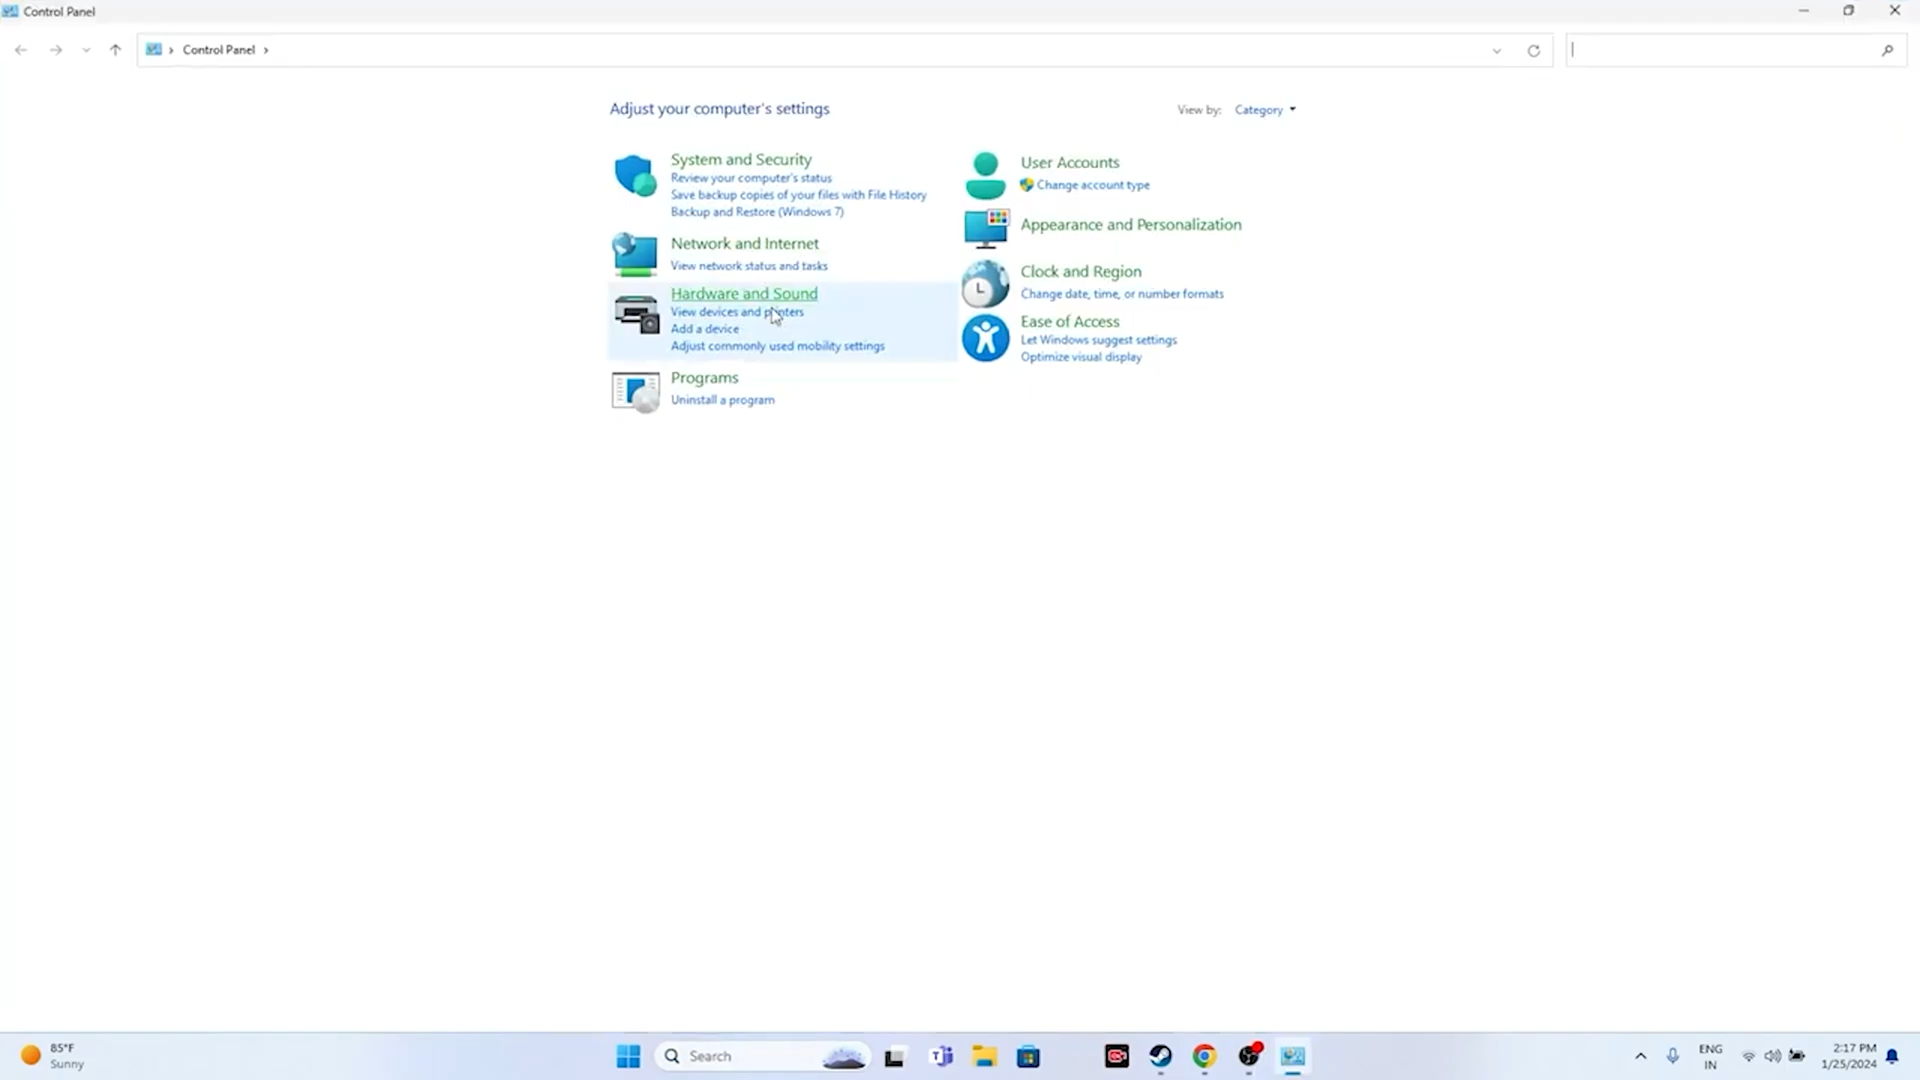 Control Panel
Control Panel
Adjust your computer's settings
View by: Category
System and Security
Review your computer's status
Save backup copies of your files with File History
Backup and Restore (Windows 7)
Network and Internet
View network status and tasks
Hardware and Sound
View devices and printers
Add a device
Adjust commonly used mobility settings
Programs
Uninstall a program
User Accounts
Change account type
Appearance and Personalization
Clock and Region
Change date, time, or number formats
Ease of Access
Let Windows suggest settings
Optimize visual display
85°F
Sunny
Search
ENG
IN
2:17 PM
1/25/2024